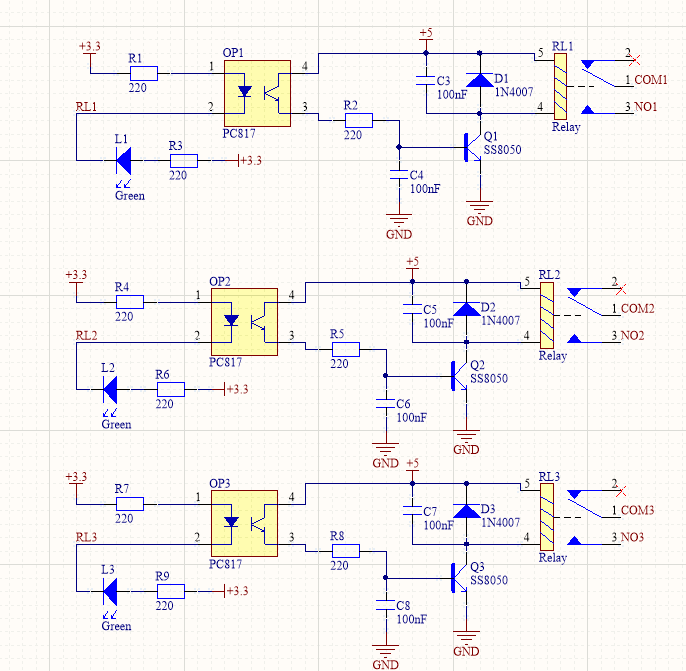 +5
RL1
+3.3
OP1
5
2
R1
1
4
C3
D1
1
COM1
220
100nF
1N4007
RL1
2
3
R2
4
3
NO1
PC817
220
Q1
Relay
L1
R3
SS8050
+3.3
C4
220
100nF
Green
GND
GND
+5
RL2
+3.3
OP2
5
2
R4
1
4
C5
D2
1
COM2
220
100nF
1N4007
RL2
2
3
R5
4
3
NO2
PC817
220
Q2
Relay
L2
R6
SS8050
+3.3
C6
220
100nF
Green
GND
GND
+5
RL3
+3.3
OP3
5
2
R7
1
4
C7
D3
1
COM3
220
100nF
1N4007
RL3
2
3
R8
4
3
NO3
PC817
220
Q3
Relay
L3
R9
SS8050
+3.3
C8
220
100nF
Green
GND
GND